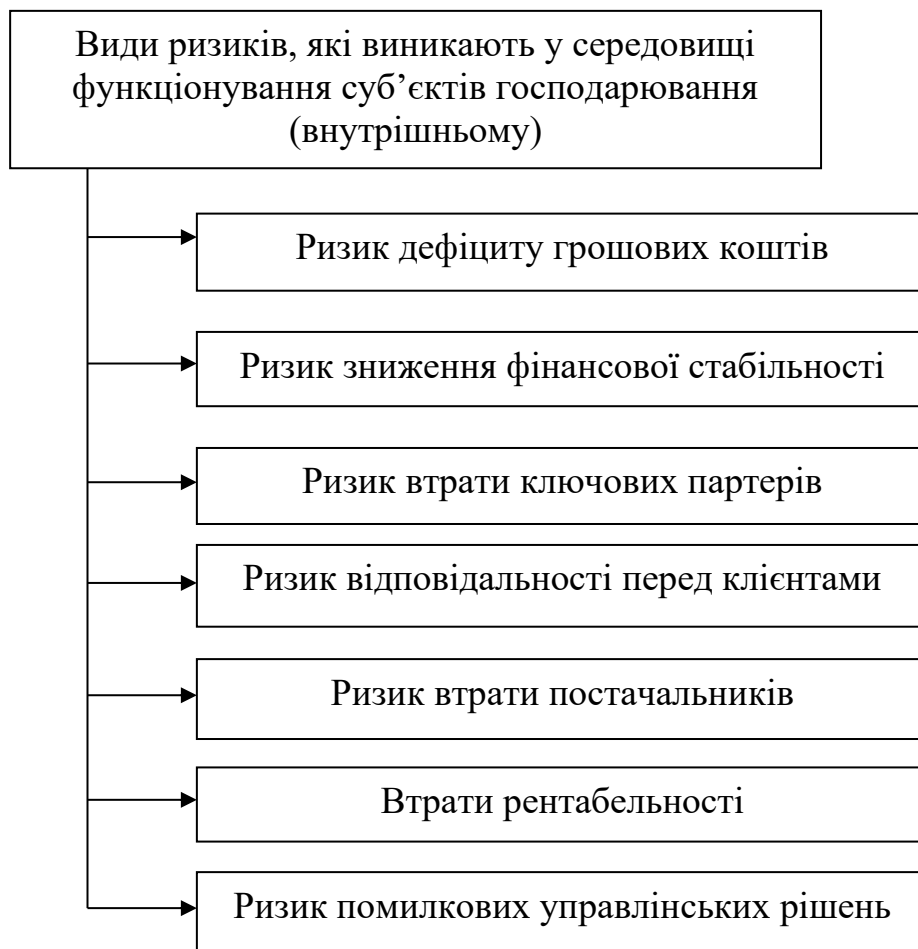 Види ризиків, які виникають у середовищі
функціонування суб’єктів господарювання
(внутрішньому)
Ризик дефіциту грошових коштів
Ризик зниження фінансової стабільності
Ризик втрати ключових партерів
Ризик відповідальності перед клієнтами
Ризик втрати постачальників
Втрати рентабельності
Ризик помилкових управлінських рішень